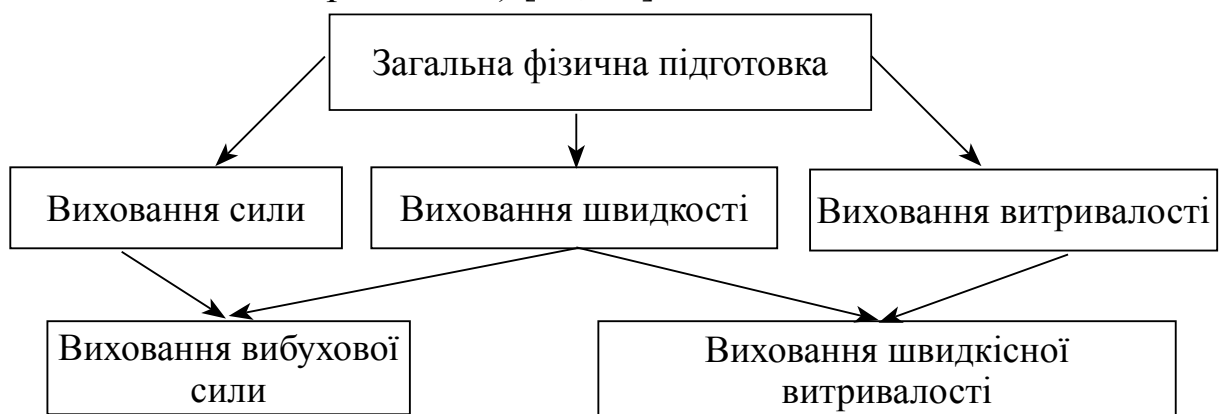 Загальна фізична підготовка
Виховання сили
Виховання швидкості
Виховання витривалості
Виховання вибухової
сили
Виховання швидкісної
витривалості